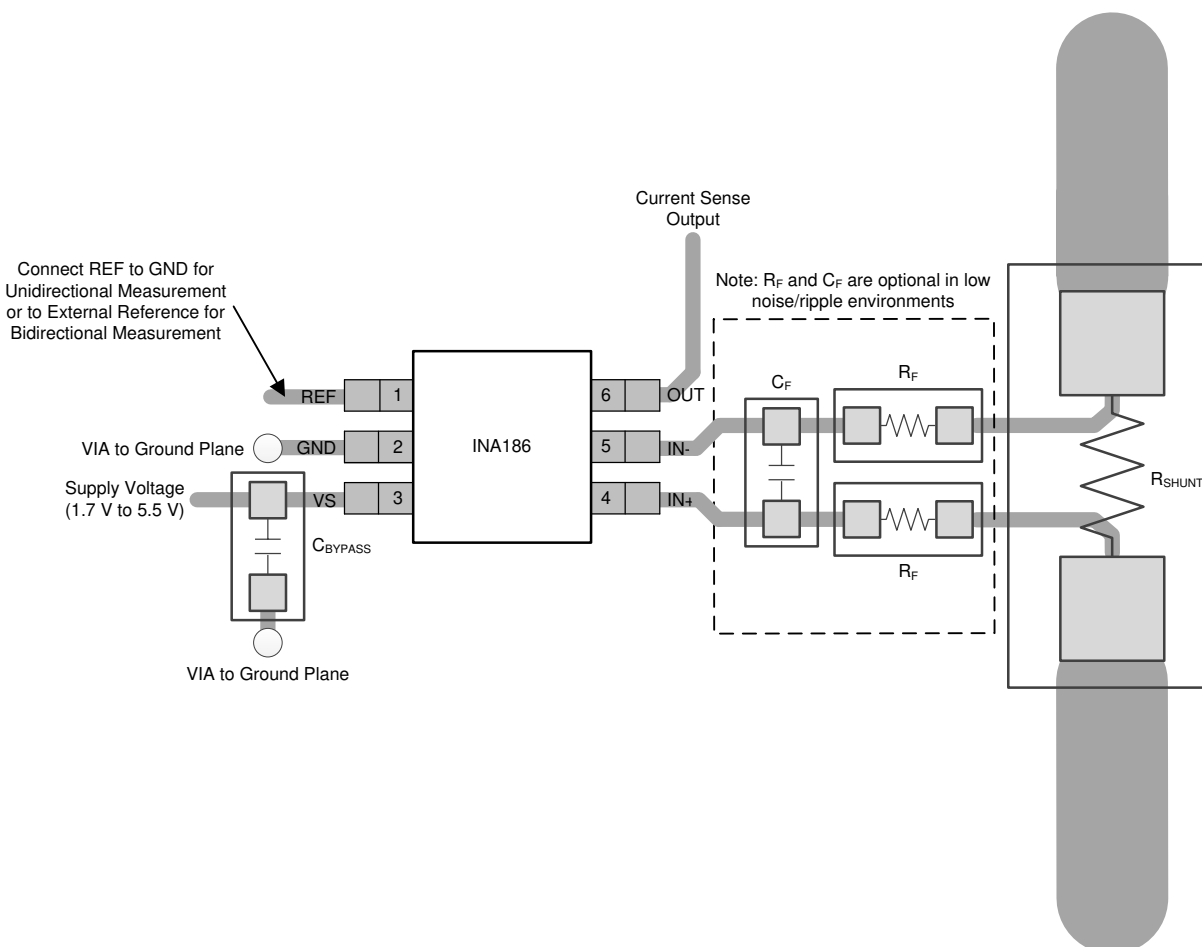 Current Sense
Output
Connect REF to GND for
Unidirectional Measurement
or to External Reference for
Bidirectional Measurement
Note: RF and CF are optional in low
noise/ripple environments
REF
1
6
OUT
CF
RF
VIA to Ground Plane
GND
2
INA186
5
IN-
Supply Voltage
(1.7 V to 5.5 V)
VS
3
4
IN+
RSHUNT
CBYPASS
RF
VIA to Ground Plane